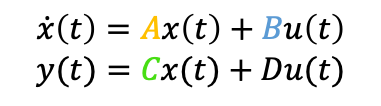 ẋ(t) = Ax(t) + Bu(t)
y(t) = Cx(t) + Du(t)